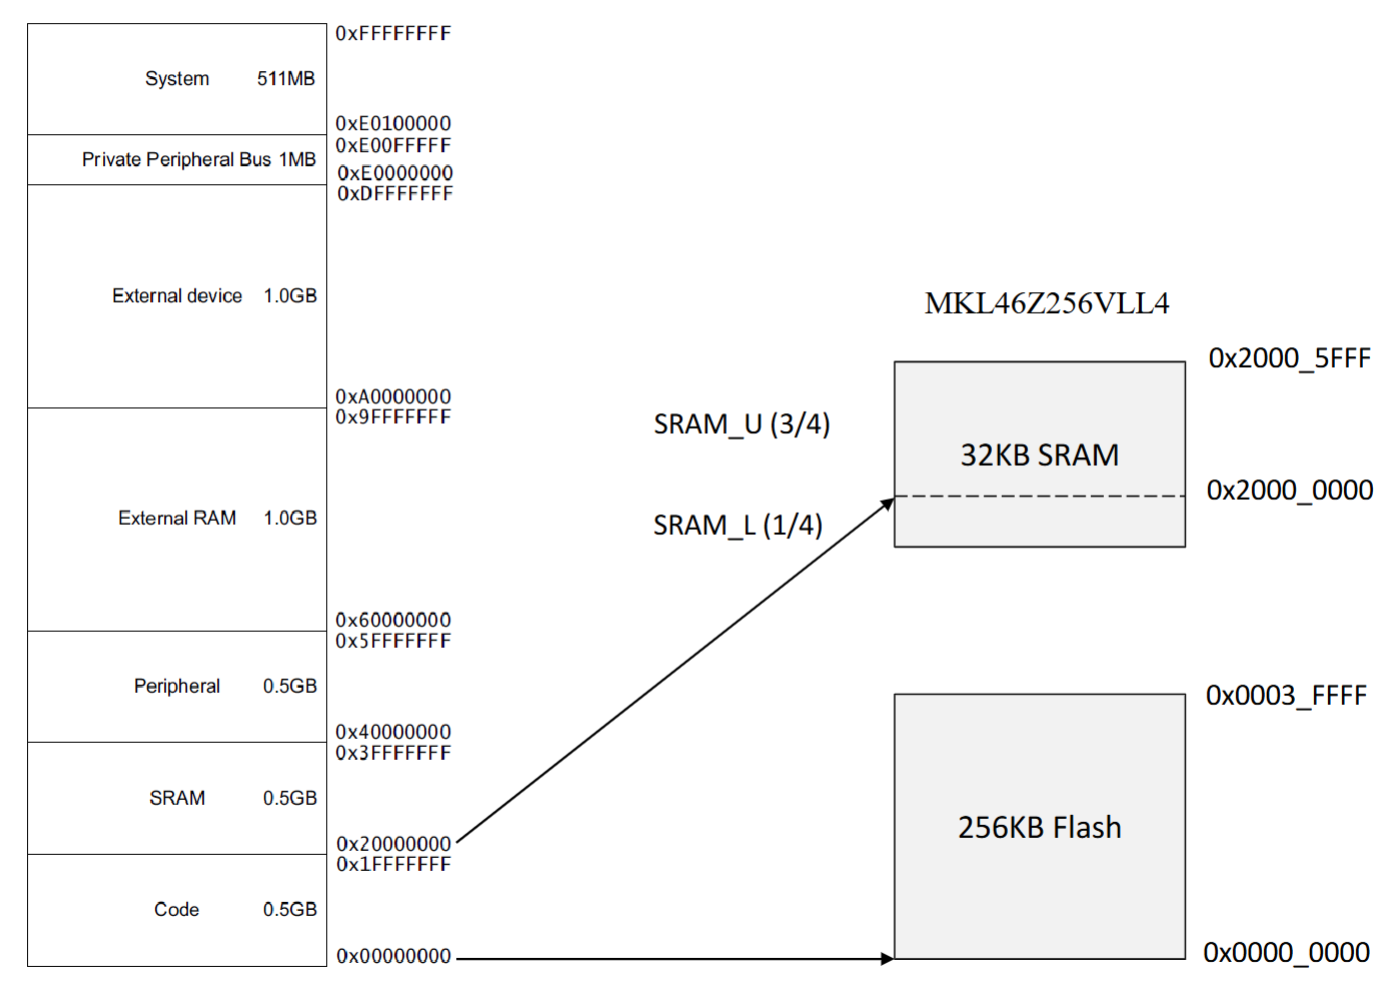 0xFFFFFFFF
System 511MB
0xE0100000
0xE00FFFFF
Private Peripheral Bus 1MB
0xE0000000
0xDFFFFFFF
External device 1.0GB
0xA0000000
0x9FFFFFFF
External RAM 1.0GB
0x60000000
0x5FFFFFFF
Peripheral 0.5GB
0x40000000
0x3FFFFFFF
SRAM 0.5GB
0x20000000
0x1FFFFFFF
Code 0.5GB
0x00000000
MKL46Z256VLL4
0x2000_5FFF
SRAM_U (3/4)
32KB SRAM
0x2000_0000
SRAM_L (1/4)
0x0003_FFFF
256KB Flash
0x0000_0000